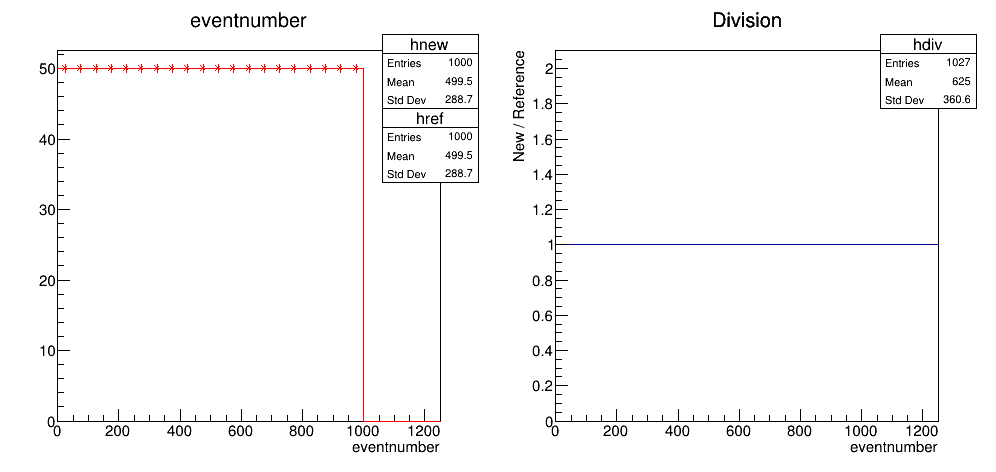 eventnumber
hnew
Entries 1000
Mean 499.5
Std Dev 288.7
href
Entries 1000
Mean 499.5
Std Dev 288.7
50
40
30
20
10
0
0 200 400 600 800 1000 1200
eventnumber
Division
hdiv
Entries 1027
Mean 625
Std Dev 360.6
New / Reference
2
1.8
1.6
1.4
1.2
1
0.8
0.6
0.4
0.2
0
0 200 400 600 800 1000 1200
eventnumber